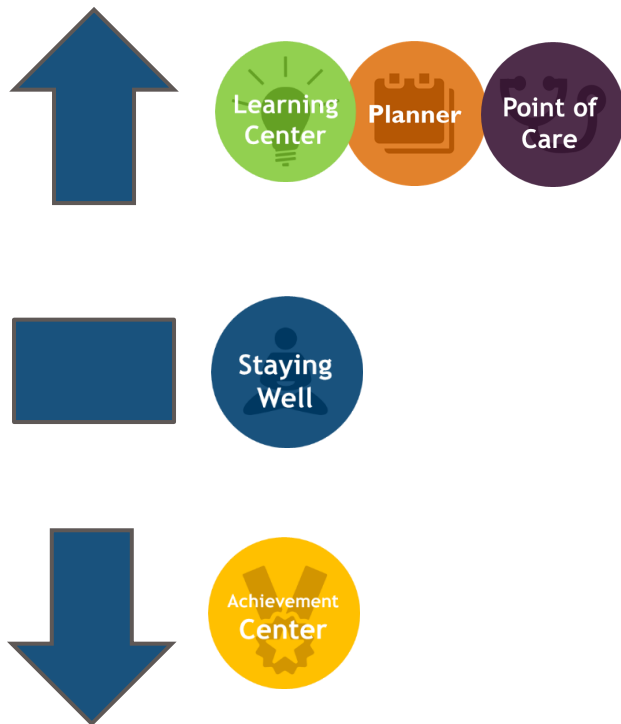 Learning
Center
Planner
Point of
Care
Staying
Well
Achievement
Center